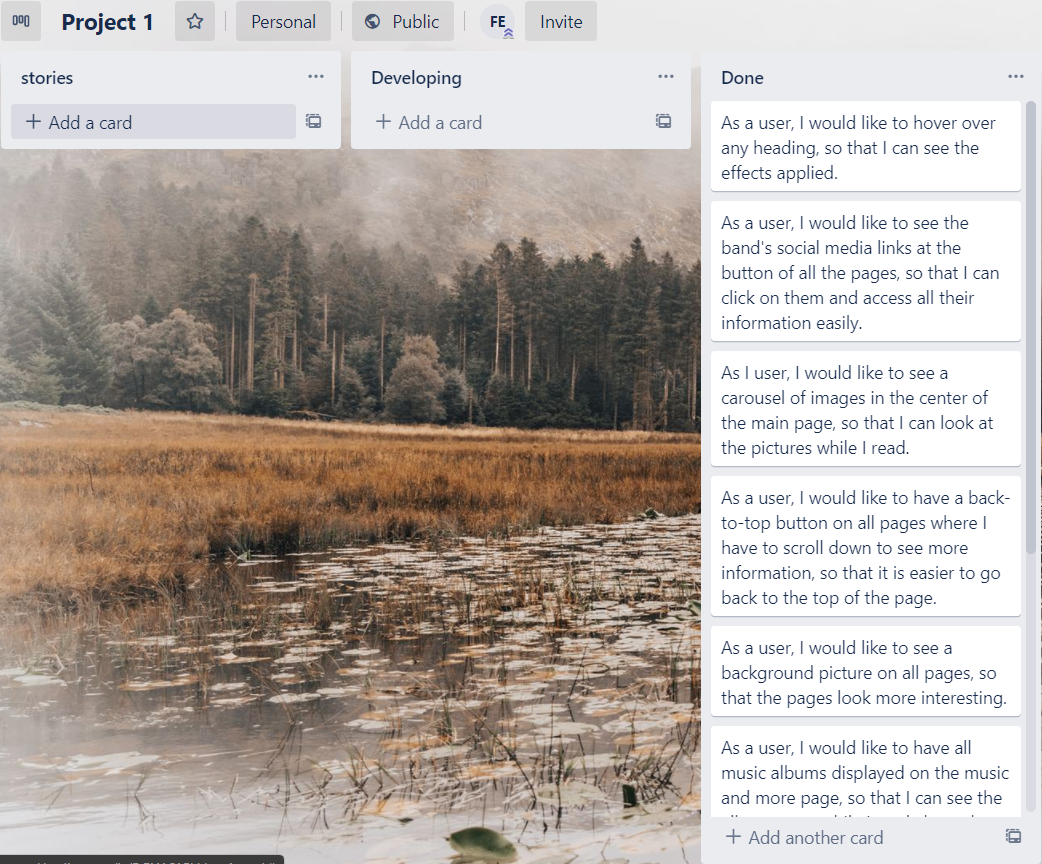 Project 1
Personal
Public
FE
Invite
stories
+ Add a card
Developing
+ Add a card
Done
As a user, I would like to hover over
any heading, so that I can see the
effects applied.
As a user, I would like to see the
band's social media links at the
button of all the pages, so that I can
click on them and access all their
information easily.
As I user, I would like to see a
carousel of images in the center of
the main page, so that I can look at
the pictures while I read.
As a user, I would like to have a back-
to-top button on all pages where I
have to scroll down to see more
information, so that it is easier to go
back to the top of the page.
As a user, I would like to see a
background picture on all pages, so
that the pages look more interesting.
As a user, I would like to have all
music albums displayed on the music
and more page, so that I can see the
+ Add another card